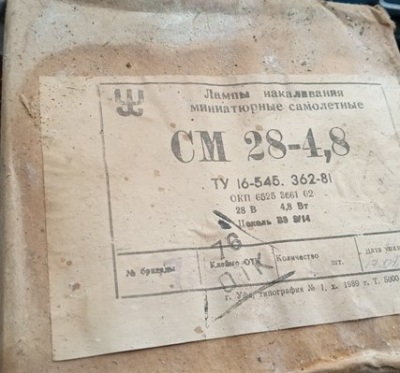 Лампы накаливания
миниатюрные самолетные
СМ 28-4,8
ТУ 16-545. 362-81
ОКП 6525 3661 02
28 В 4,8 Вт
Цоколь В9 9/14
№ бригады Клеймо ОТК Количество шт. Дата
76
ОТК
г. Уфа, типография № 1, з. 1989 г. Т. 5000